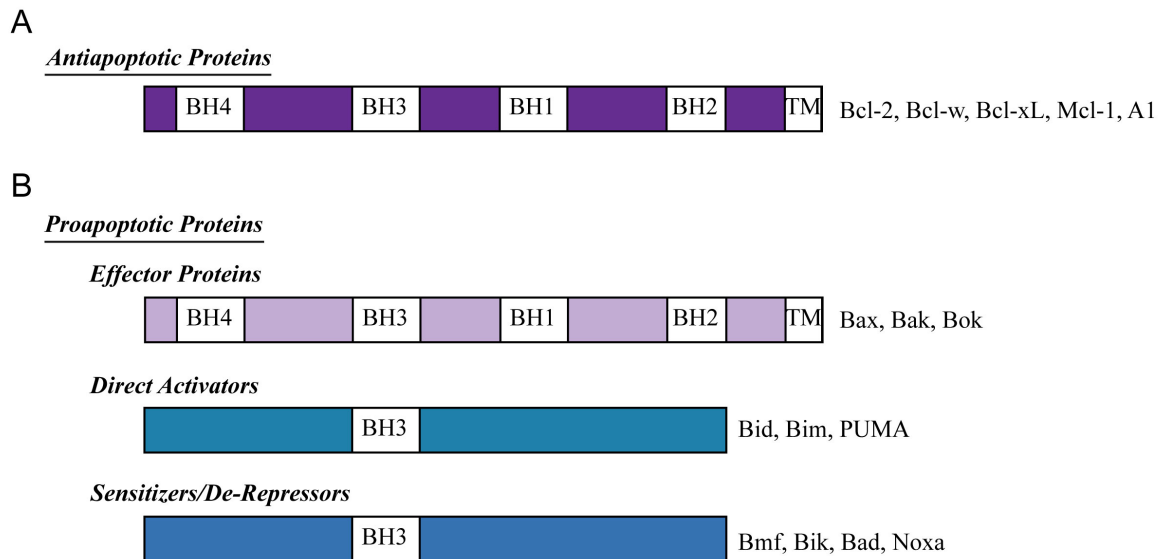 A
Antiapoptotic Proteins
BH4 BH3 BH1 BH2 TM Bcl-2, Bcl-w, Bcl-xL, Mcl-1, A1
B
Proapoptotic Proteins
Effector Proteins
BH4 BH3 BH1 BH2 TM Bax, Bak, Bok
Direct Activators
BH3 Bid, Bim, PUMA
Sensitizers/De-Repressors
BH3 Bmf, Bik, Bad, Noxa